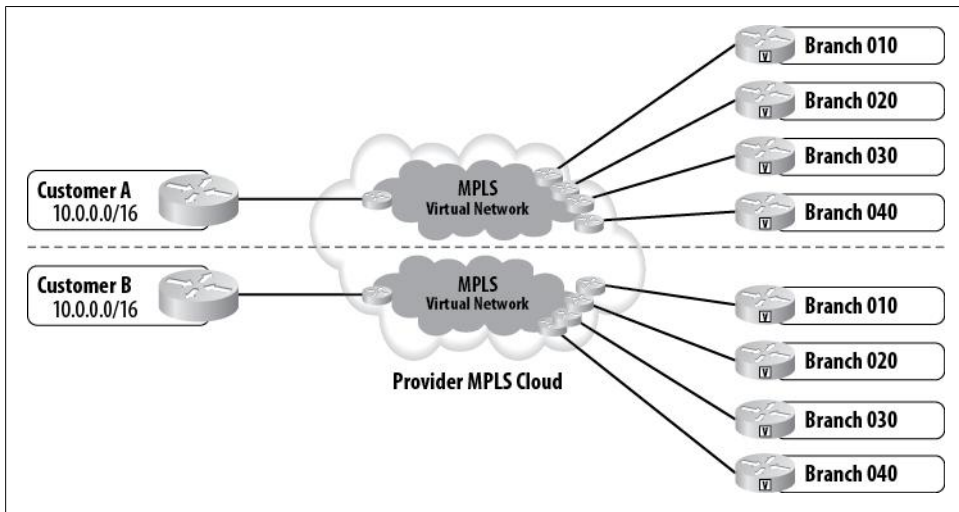 Branch 010
Branch 020
Branch 030
Branch 040
Customer A
10.0.0.0/16
MPLS
Virtual Network
Customer B
10.0.0.0/16
MPLS
Virtual Network
Provider MPLS Cloud
Branch 010
Branch 020
Branch 030
Branch 040
V
V
V
V
V
V
V
V